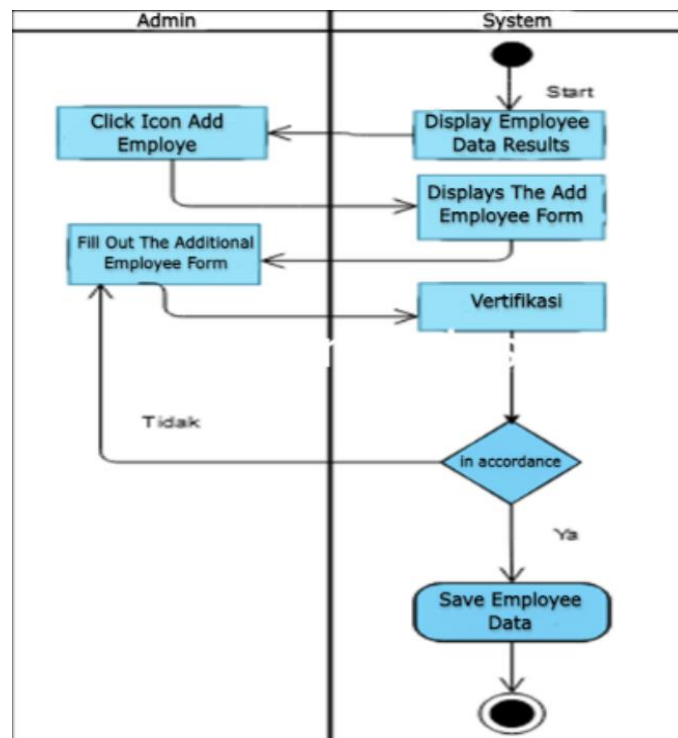 Admin
System
Start
Click Icon Add
Employe
Display Employee
Data Results
Displays The Add
Employee Form
Fill Out The Additional
Employee Form
Vertifikasi
Tidak
in accordance
Ya
Save Employee
Data